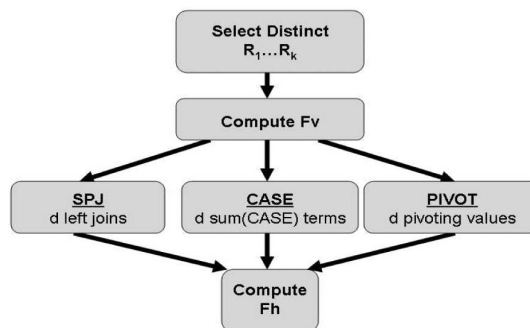 Select Distinct
R₁...Rₖ
Compute Fv
SPJ
d left joins
CASE
d sum(CASE) terms
PIVOT
d pivoting values
Compute
Fh